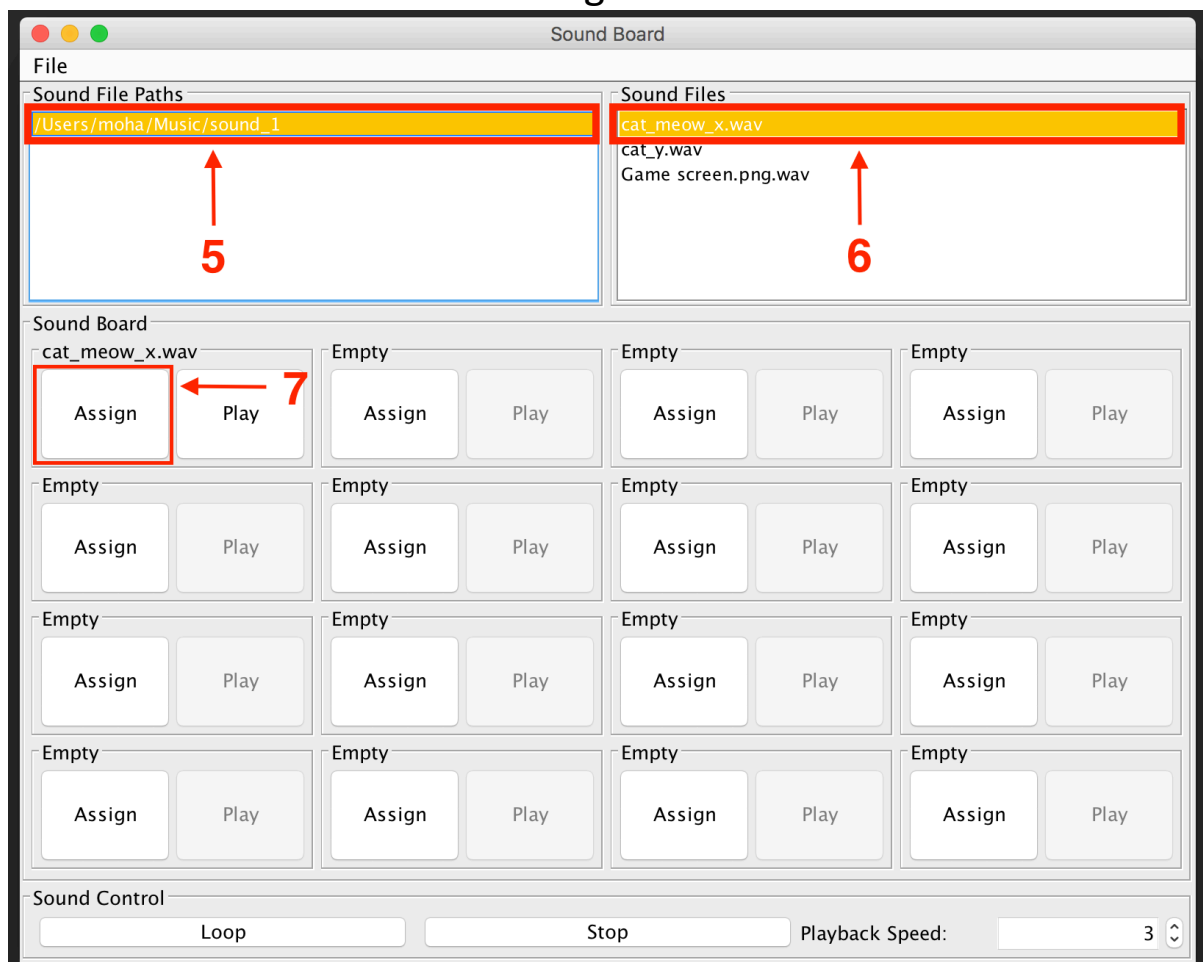 Sound Board
File
Sound File Paths
Sound Files
/Users/moha/Music/sound_1
cat_meow_x.wav
cat_y.wav
Game screen.png.wav
5
6
Sound Board
cat_meow_x.wav
Empty
Empty
Empty
Assign
Play
7
Assign
Play
Assign
Play
Assign
Play
Empty
Empty
Empty
Empty
Assign
Play
Assign
Play
Assign
Play
Assign
Play
Empty
Empty
Empty
Empty
Assign
Play
Assign
Play
Assign
Play
Assign
Play
Empty
Empty
Empty
Empty
Assign
Play
Assign
Play
Assign
Play
Assign
Play
Sound Control
Loop
Stop
Playback Speed:
3